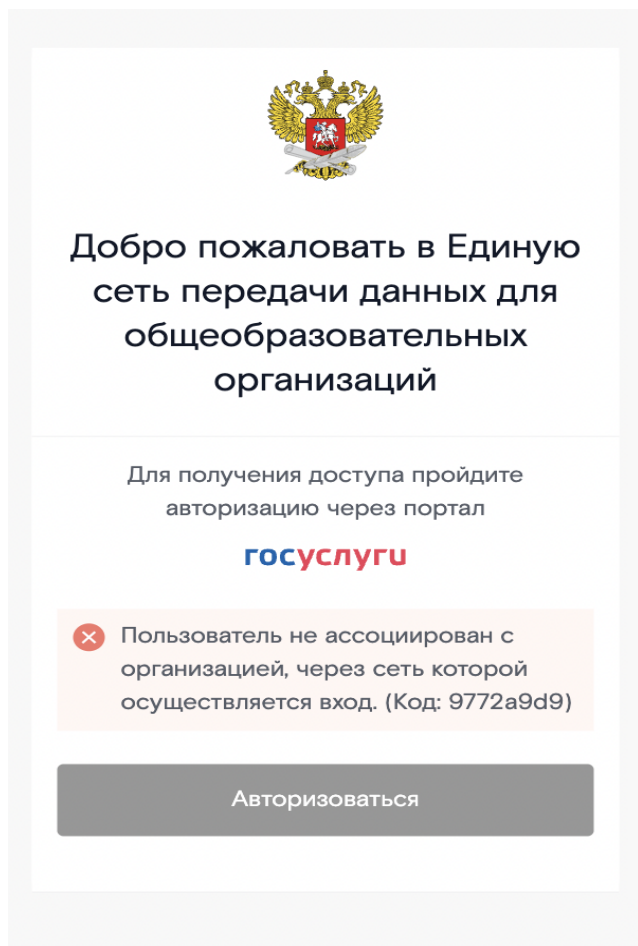 Добро пожаловать в Единую
сеть передачи данных для
общеобразовательных
организаций
Для получения доступа пройдите
авторизацию через портал
госуслуги
Пользователь не ассоциирован с
организацией, через сеть которой
осуществляется вход. (Код: 9772a9d9)
Авторизоваться